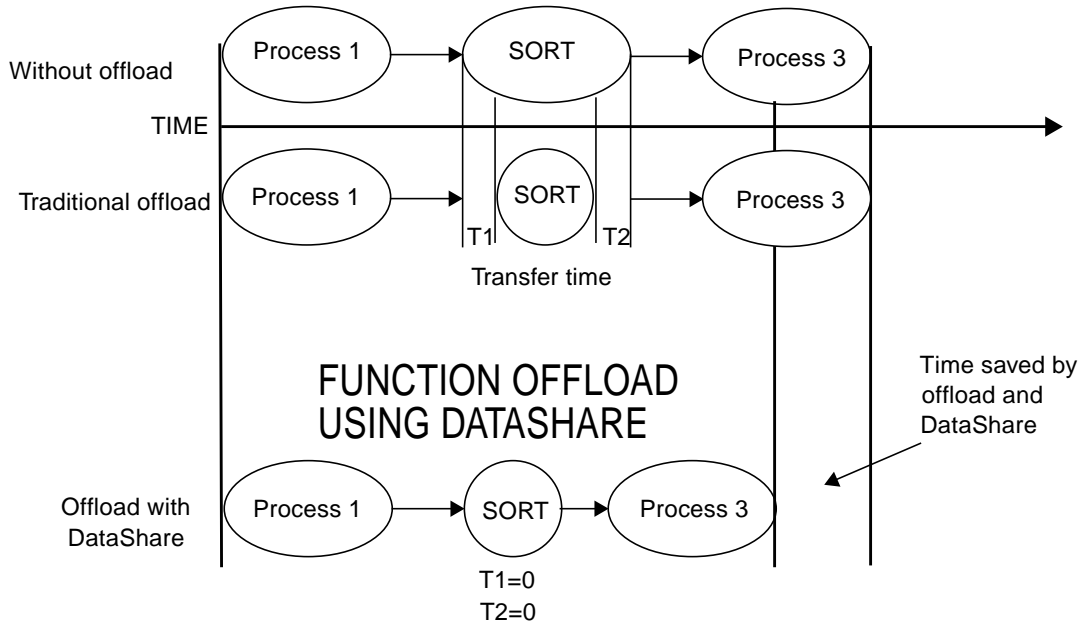 Without offload
Process 1
SORT
Process 3
TIME
Traditional offload
Process 1
SORT
Process 3
T1
T2
Transfer time
FUNCTION OFFLOAD
USING DATASHARE
Time saved by
offload and
DataShare
Offload with
DataShare
Process 1
SORT
Process 3
T1=0
T2=0